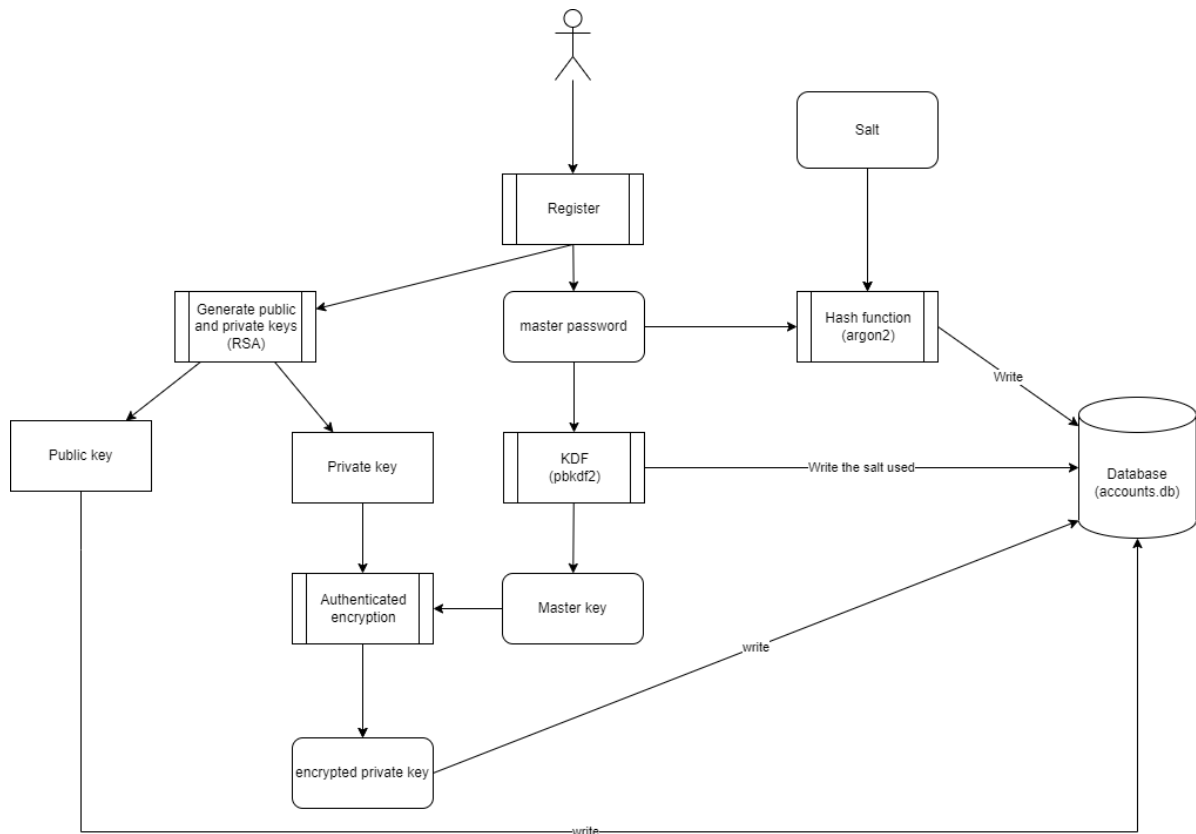 Salt
Register
Generate public
and private keys
(RSA)
master password
Hash function
(argon2)
Write
Public key
Private key
KDF
(pbkdf2)
Write the salt used
Database
(accounts.db)
Authenticated
encryption
Master key
write
encrypted private key
write